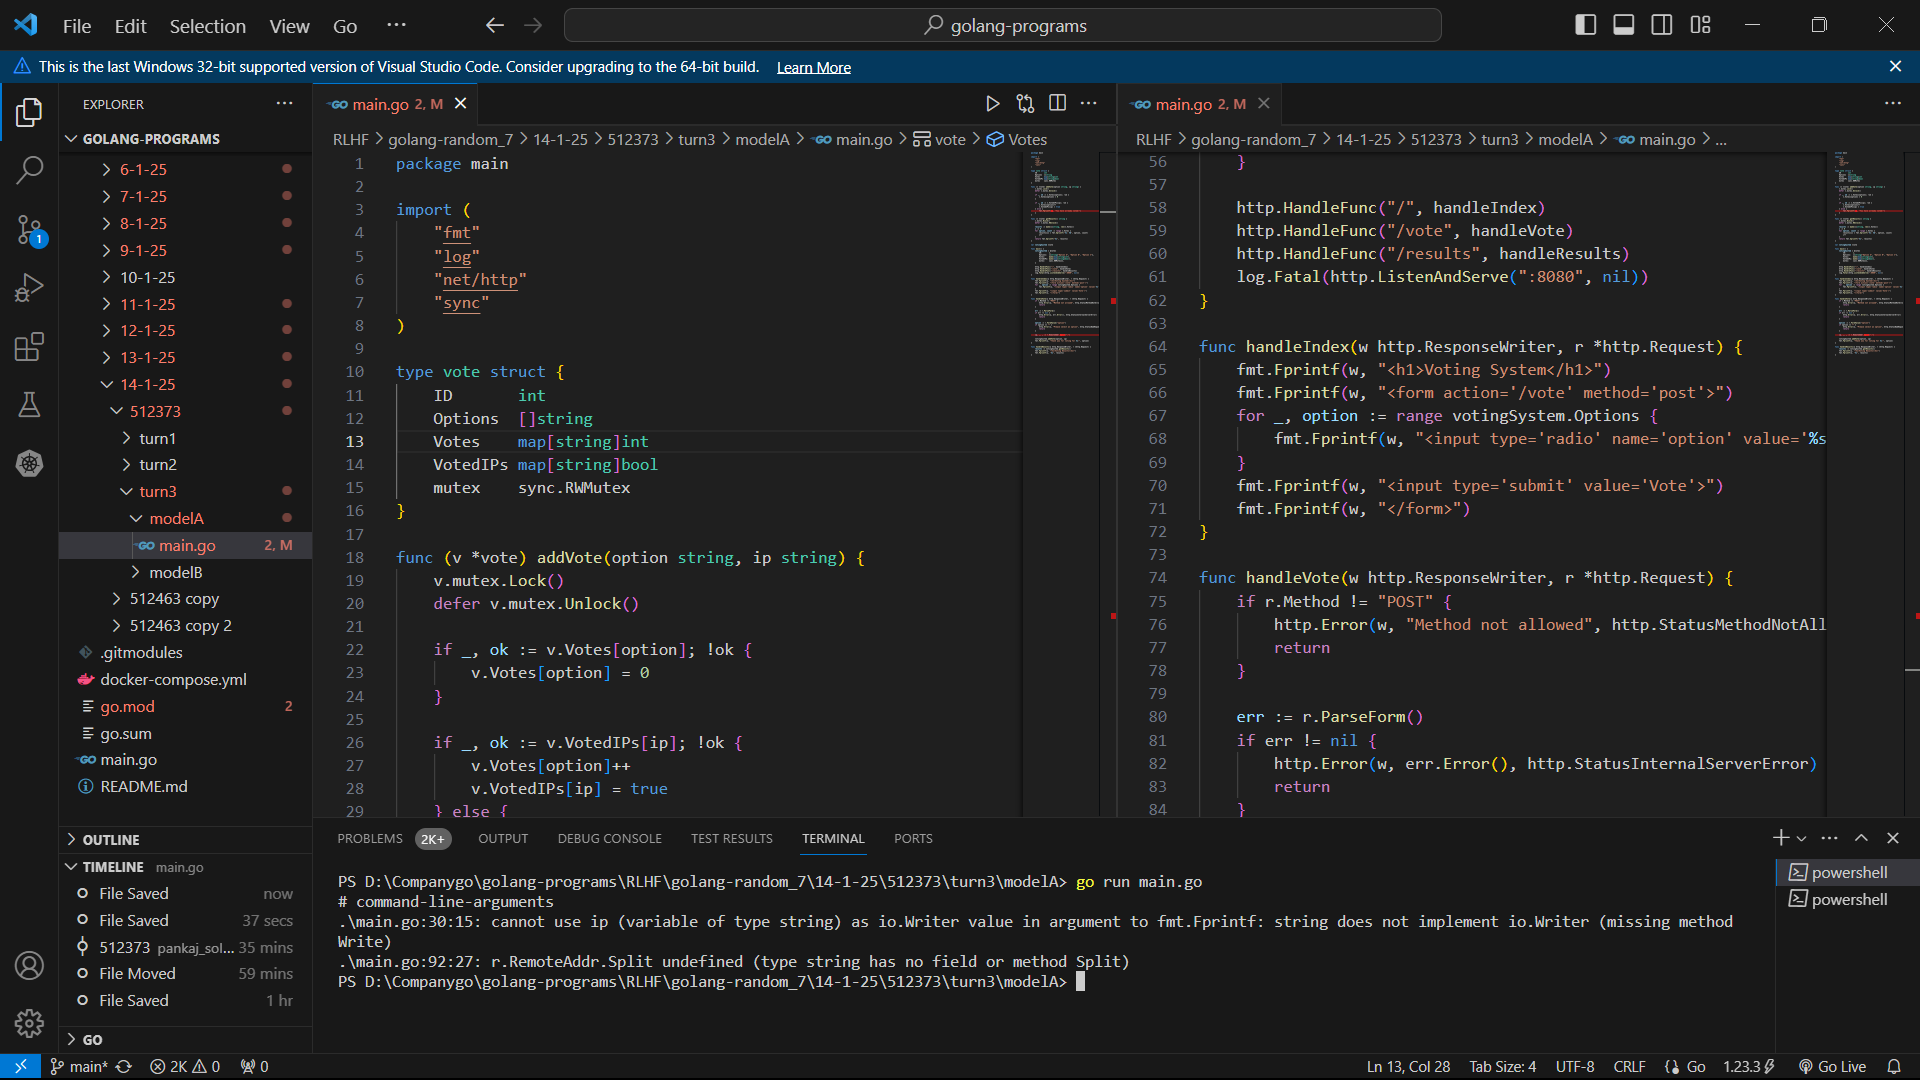 File Edit Selection View Go ··· golang-programs
This is the last Windows 32-bit supported version of Visual Studio Code. Consider upgrading to the 64-bit build. Learn More
EXPLORER
GOLANG-PROGRAMS
6-1-25
7-1-25
8-1-25
9-1-25
10-1-25
11-1-25
12-1-25
13-1-25
14-1-25
512373
turn1
turn2
turn3
modelA
main.go 2, M
modelB
512463 copy
512463 copy 2
.gitmodules
docker-compose.yml
go.mod 2
go.sum
main.go
README.md
OUTLINE
TIMELINE main.go
File Saved now
File Saved 37 secs
512373 pankaj_sol... 35 mins
File Moved 59 mins
File Saved 1 hr
GO
main.go 2, M
RLHF > golang-random_7 > 14-1-25 > 512373 > turn3 > modelA > main.go > vote > Votes
1 package main
2
3 import (
4 "fmt"
5 "log"
6 "net/http"
7 "sync"
8 )
9
10 type vote struct {
11 ID int
12 Options []string
13 Votes map[string]int
14 VotedIPs map[string]bool
15 mutex sync.RWMutex
16 }
17
18 func (v *vote) addVote(option string, ip string) {
19 v.mutex.Lock()
20 defer v.mutex.Unlock()
21
22 if _, ok := v.Votes[option]; !ok {
23 v.Votes[option] = 0
24 }
25
26 if _, ok := v.VotedIPs[ip]; !ok {
27 v.Votes[option]++
28 v.VotedIPs[ip] = true
29 } else {
main.go 2, M
RLHF > golang-random_7 > 14-1-25 > 512373 > turn3 > modelA > main.go > ...
56 }
57
58 http.HandleFunc("/", handleIndex)
59 http.HandleFunc("/vote", handleVote)
60 http.HandleFunc("/results", handleResults)
61 log.Fatal(http.ListenAndServe(":8080", nil))
62 }
63
64 func handleIndex(w http.ResponseWriter, r *http.Request) {
65 fmt.Fprintf(w, "<h1>Voting System</h1>")
66 fmt.Fprintf(w, "<form action='/vote' method='post'>")
67 for _, option := range votingSystem.Options {
68 fmt.Fprintf(w, "<input type='radio' name='option' value='%s
69 }
70 fmt.Fprintf(w, "<input type='submit' value='Vote'>")
71 fmt.Fprintf(w, "</form>")
72 }
73
74 func handleVote(w http.ResponseWriter, r *http.Request) {
75 if r.Method != "POST" {
76 http.Error(w, "Method not allowed", http.StatusMethodNotAll
77 return
78 }
79
80 err := r.ParseForm()
81 if err != nil {
82 http.Error(w, err.Error(), http.StatusInternalServerError)
83 return
84 }
PROBLEMS 2K+ OUTPUT DEBUG CONSOLE TEST RESULTS TERMINAL PORTS
PS D:\Companygo\golang-programs\RLHF\golang-random_7\14-1-25\512373\turn3\modelA> go run main.go
# command-line-arguments
.\main.go:30:15: cannot use ip (variable of type string) as io.Writer value in argument to fmt.Fprintf: string does not implement io.Writer (missing method
Write)
.\main.go:92:27: r.RemoteAddr.Split undefined (type string has no field or method Split)
PS D:\Companygo\golang-programs\RLHF\golang-random_7\14-1-25\512373\turn3\modelA>
powershell
powershell
main* 2K 0 0 Ln 13, Col 28 Tab Size: 4 UTF-8 CRLF Go 1.23.3 Go Live